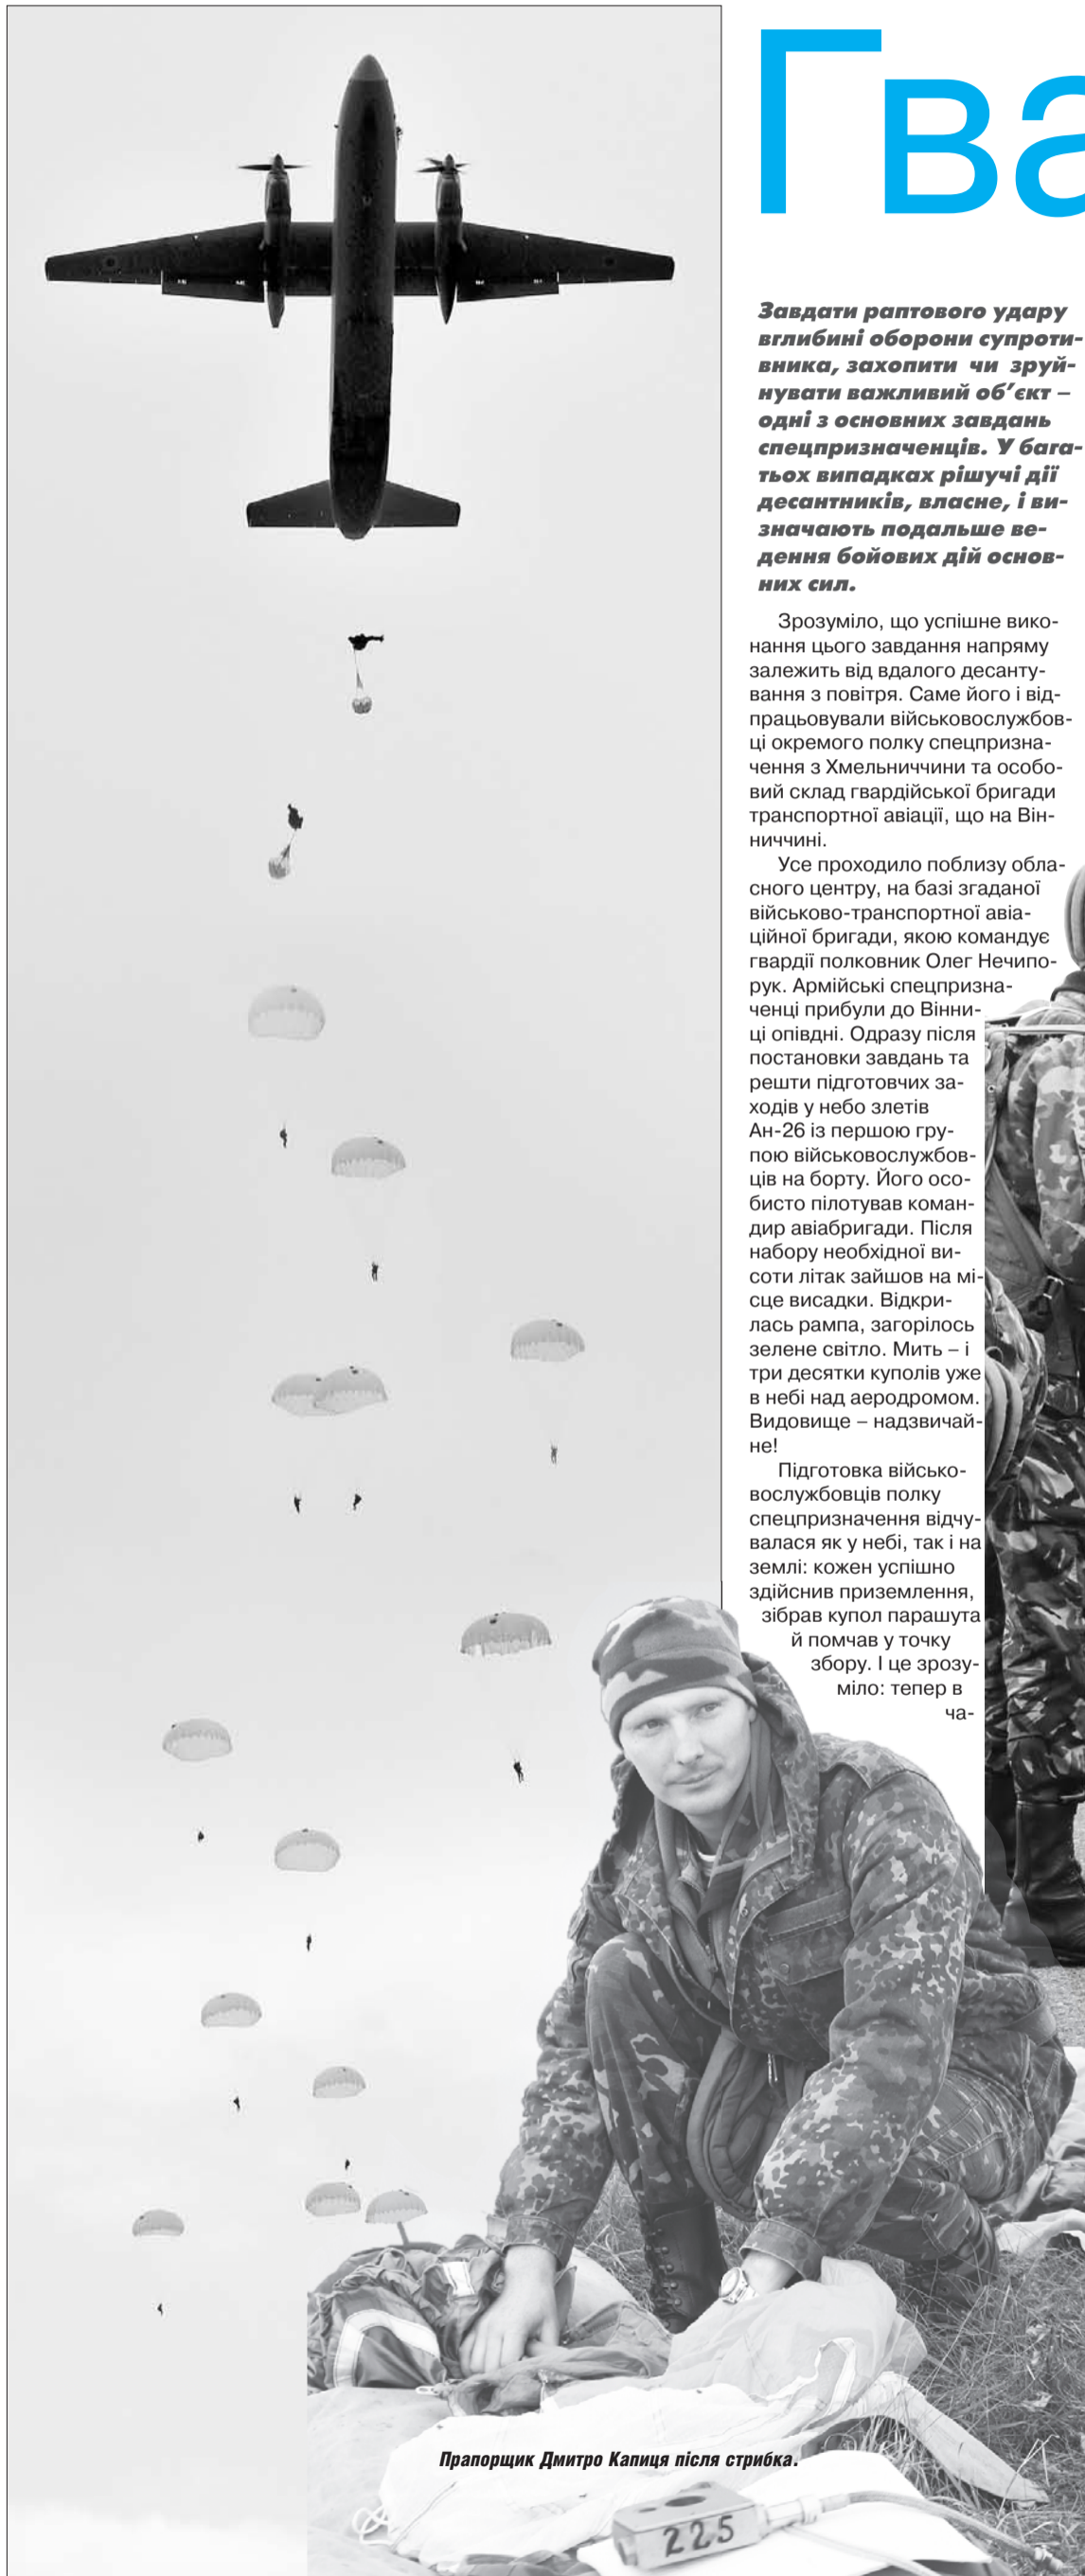 Гва
Завдати раптового удару
вглибині оборони супроти-
вника, захопити чи зруй-
нувати важливий об’єкт –
одні з основних завдань
спецпризначенців. У бага-
тьох випадках рішучі дії
десантників, власне, і ви-
значають подальше ве-
дення бойових дій основ-
них сил.
Зрозуміло, що успішне вико-
нання цього завдання напряму
залежить від вдалого десанту-
вання з повітря. Саме його і від-
працьовували військовослужбов-
ці окремого полку спецпризна-
чення з Хмельниччини та особо-
вий склад гвардійської бригади
транспортної авіації, що на Він-
ниччині.
Усе проходило поблизу обла-
сного центру, на базі згаданої
військово-транспортної авіа-
ційної бригади, якою командує
гвардії полковник Олег Нечипо-
рук. Армійські спецпризна-
ченці прибули до Вінни-
ці опівдні. Одразу після
постановки завдань та
решти підготовчих за-
ходів у небо злетів
Ан-26 із першою гру-
пою військовослужбов-
ців на борту. Його осо-
бисто пілотував коман-
дир авіабригади. Після
набору необхідної ви-
соти літак зайшов на мі-
сце висадки. Відкри-
лась рампа, загорілось
зелене світло. Мить – і
три десятки куполів уже
в небі над аеродромом.
Видовище – надзвичай-
не!
Підготовка військо-
вослужбовців полку
спецпризначення відчу-
валася як у небі, так і на
землі: кожен успішно
здійснив приземлення,
зібрав купол парашута
й помчав у точку
збору. І це зрозу-
міло: тепер в
ча-
Прапорщик Дмитро Капиця після стрибка.
225